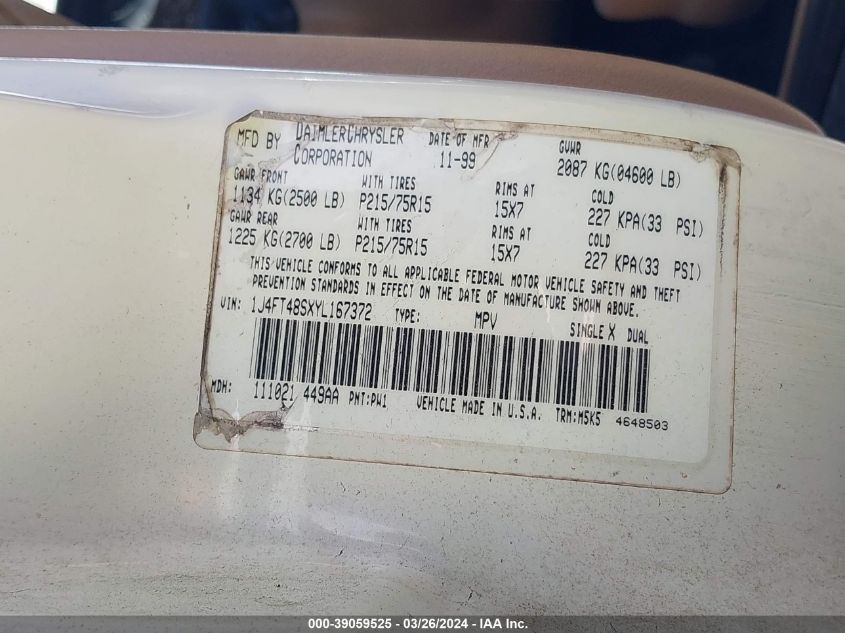 MFD BY DAIMLERCHRYSLER CORPORATION DATE OF MFR 11-99 GVWR 2087 KG(04600 LB)
GAWR FRONT WITH TIRES RIMS AT COLD
1134 KG(2500 LB) P215/75R15 15X7 227 KPA(33 PSI)
GAWR REAR WITH TIRES RIMS AT COLD
1225 KG(2700 LB) P215/75R15 15X7 227 KPA(33 PSI)
THIS VEHICLE CONFORMS TO ALL APPLICABLE FEDERAL MOTOR VEHICLE SAFETY AND THEFT
PREVENTION STANDARDS IN EFFECT ON THE DATE OF MANUFACTURE SHOWN ABOVE.
VIN: 1J4FT48SXYL167372 TYPE: MPV SINGLE X DUAL
MDH: 111021 449AA PNT:PW1 VEHICLE MADE IN U.S.A. TRM:M5K5 4648503
000-39059525 - 03/26/2024 - IAA Inc.